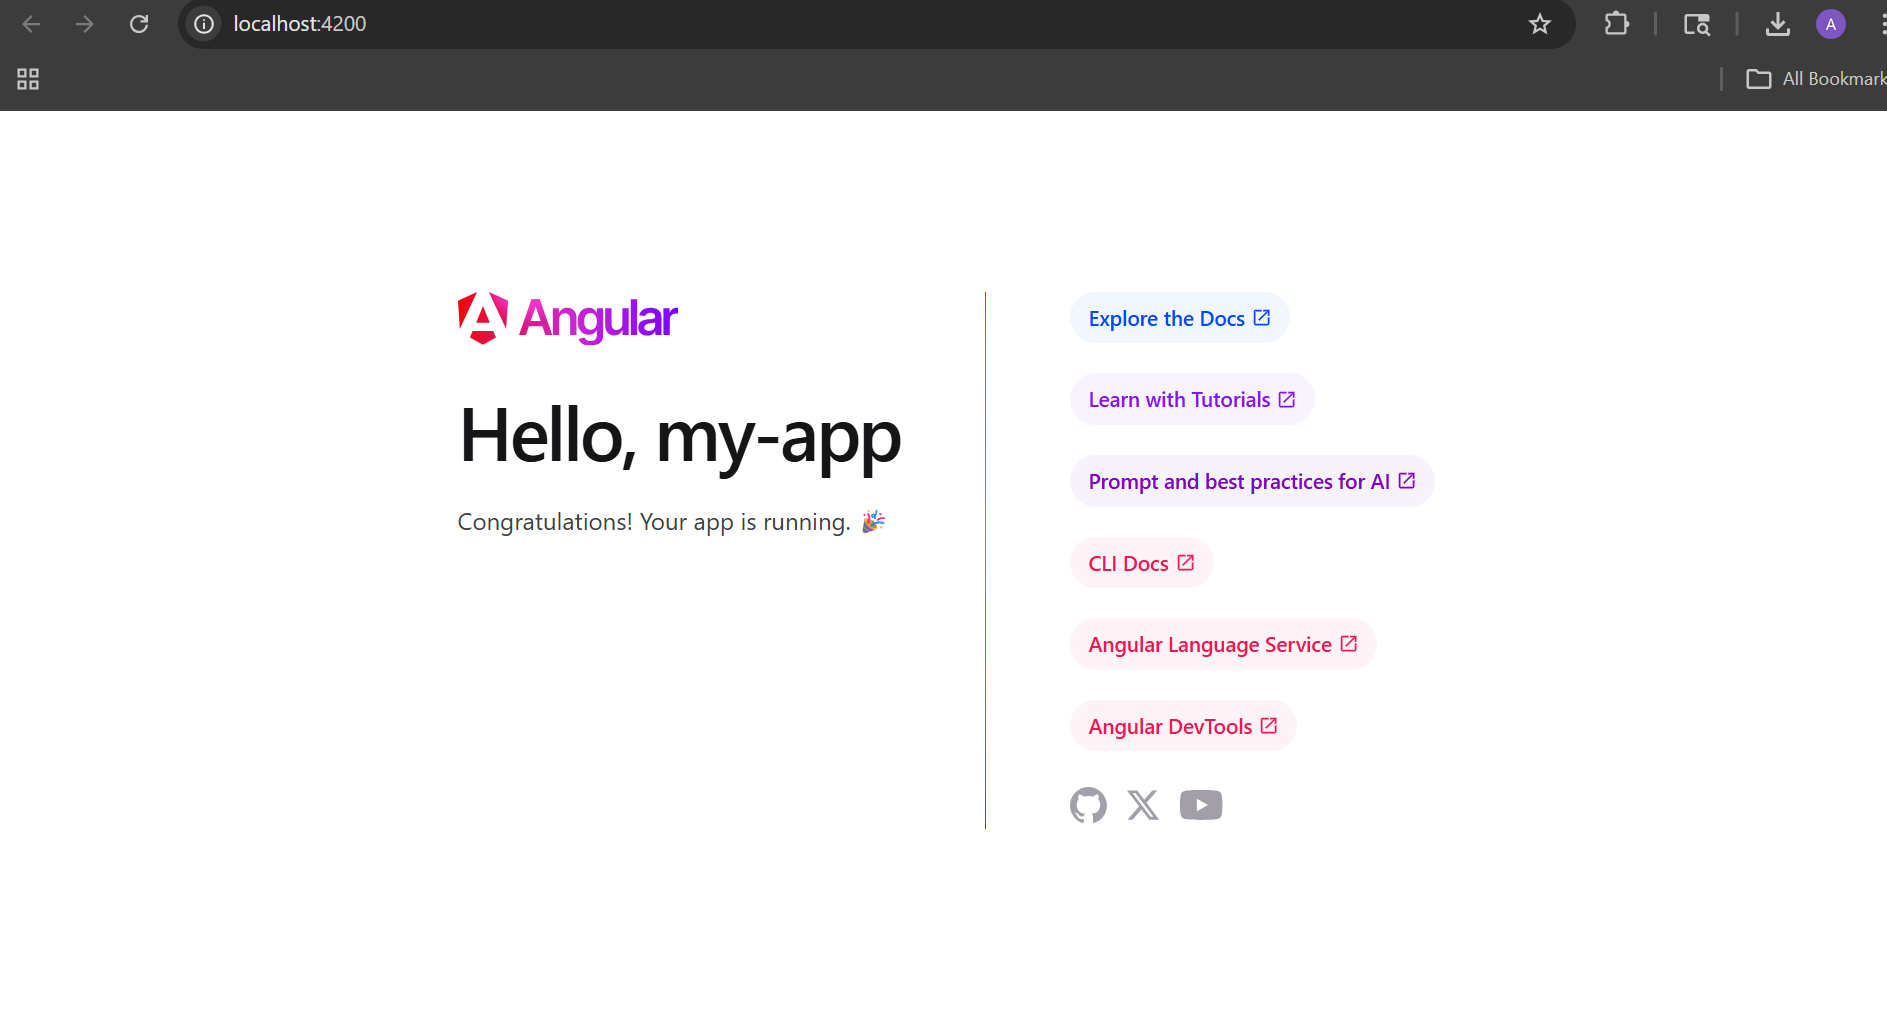 localhost:4200
A
All Bookmark
Angular
Hello, my-app
Congratulations! Your app is running. 🎉
Explore the Docs
Learn with Tutorials
Prompt and best practices for AI
CLI Docs
Angular Language Service
Angular DevTools